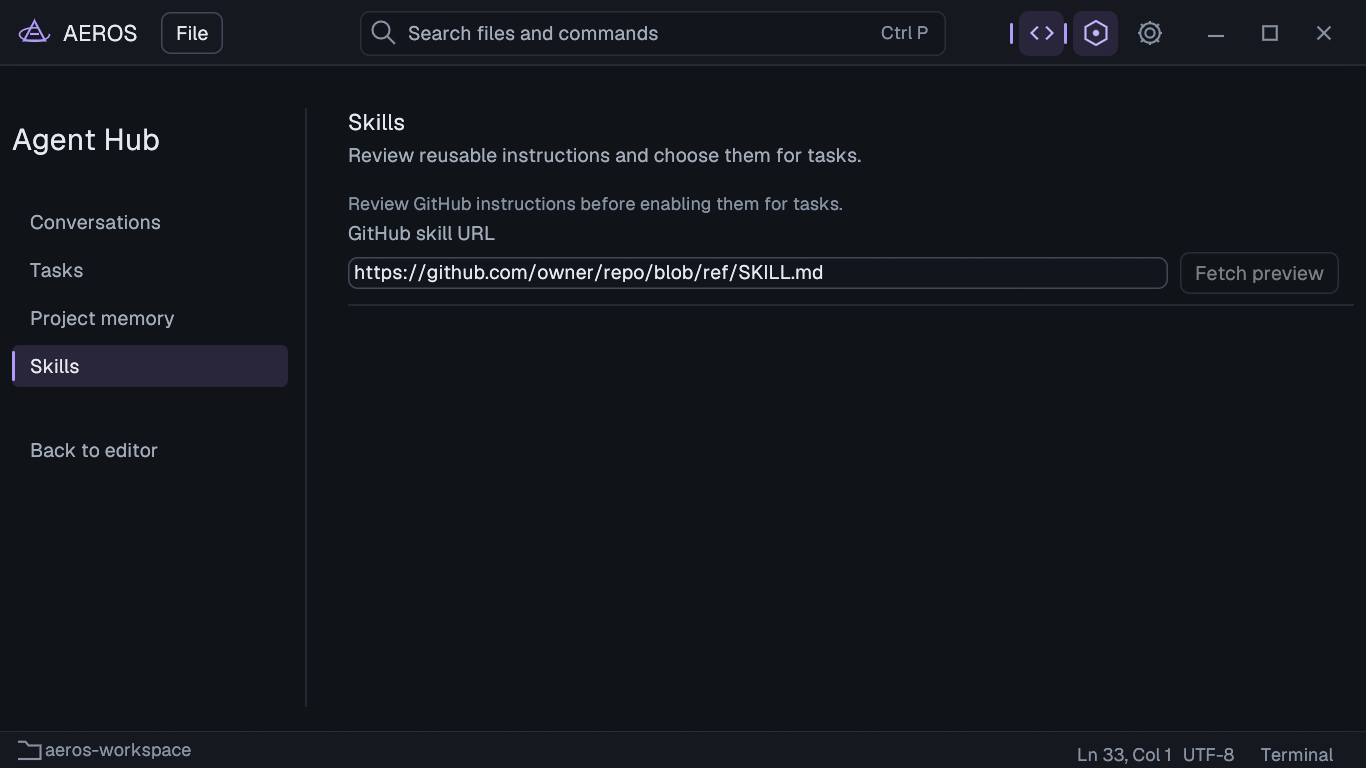 AEROS
File
Search files and commands
Ctrl P
Agent Hub
Conversations
Tasks
Project memory
Skills
Back to editor
Skills
Review reusable instructions and choose them for tasks.
Review GitHub instructions before enabling them for tasks.
GitHub skill URL
https://github.com/owner/repo/blob/ref/SKILL.md
Fetch preview
aeros-workspace
Ln 33, Col 1
UTF-8
Terminal